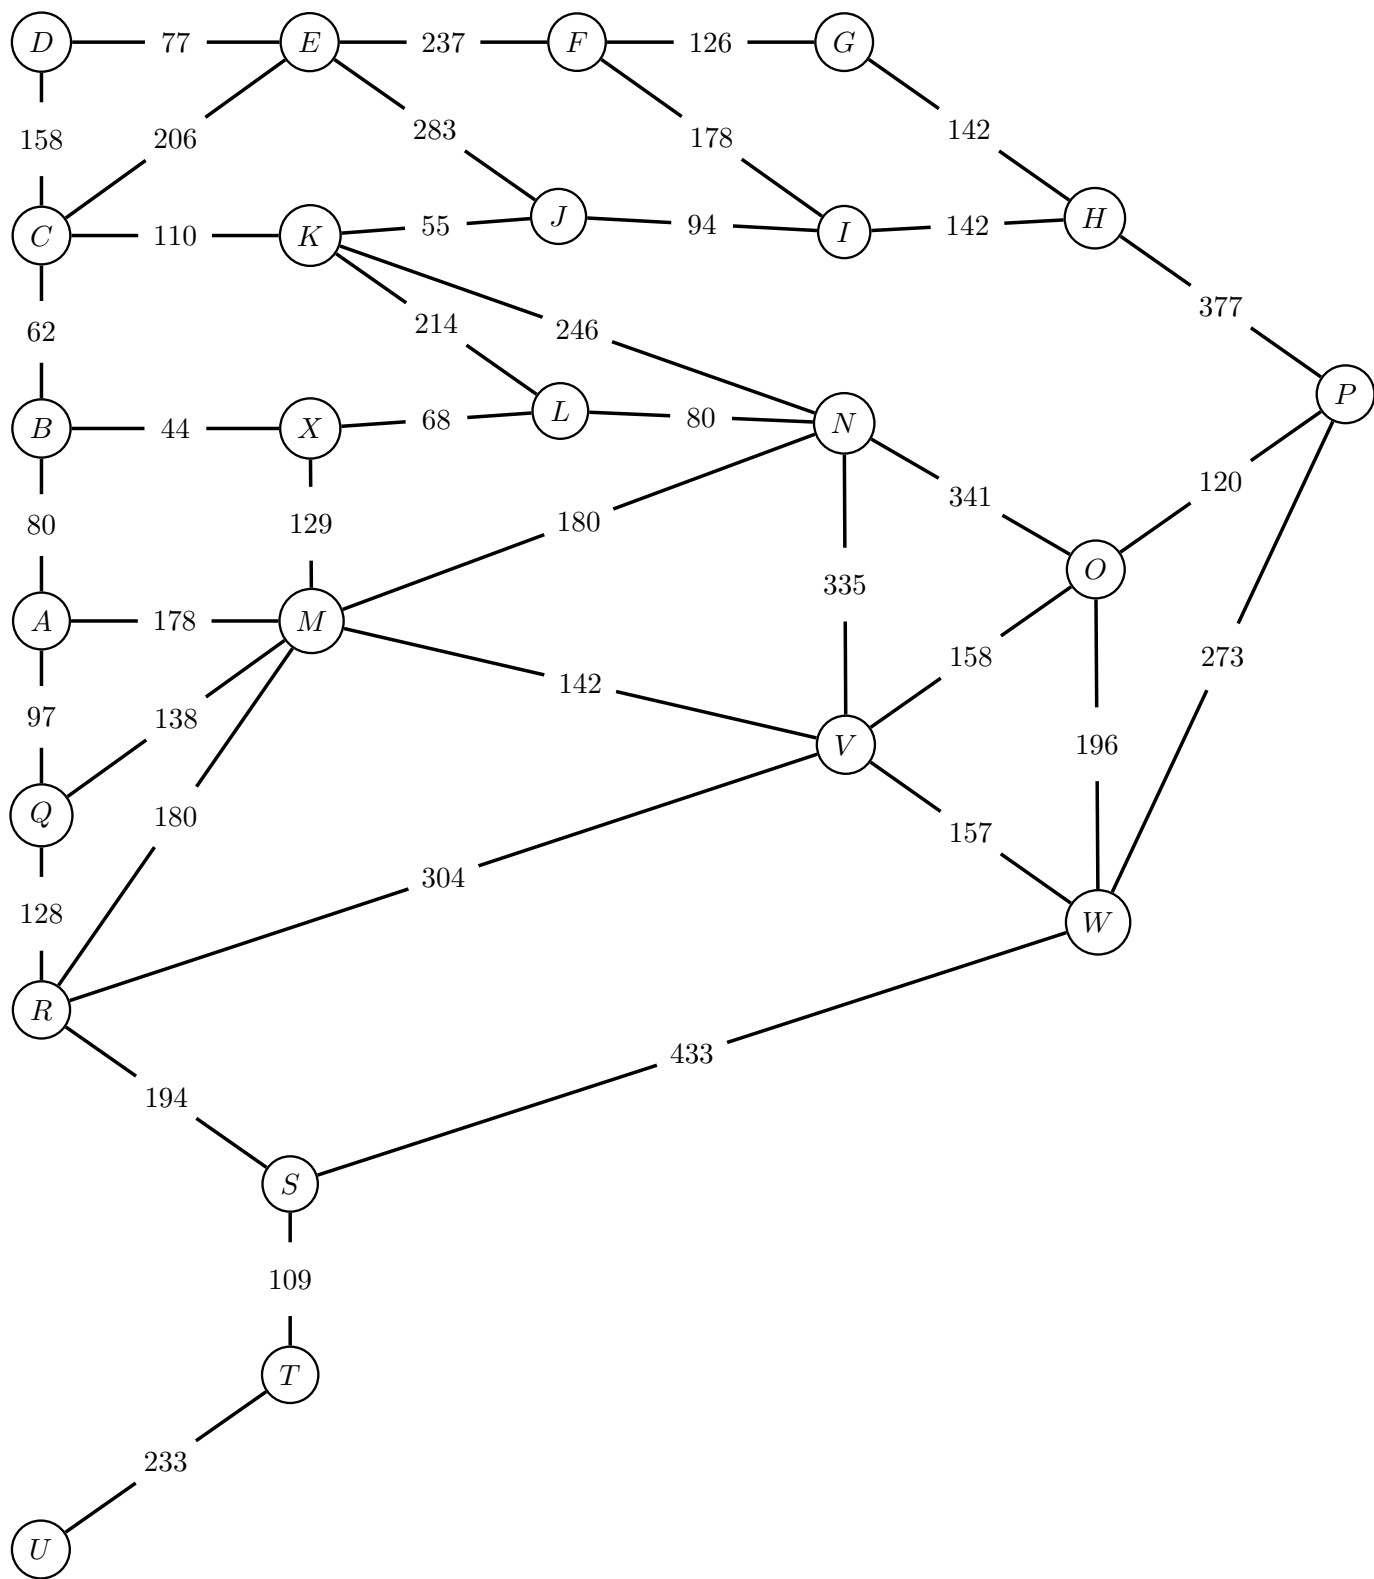 D 77 E 237 F 126 G
158 206 283 178 142
C 110 K 55 J 94 I 142 H
62 214 246 377
B 44 X 68 L 80 N P
80 129 180 341 120
A 178 M 335 O
97 138 142 158 273
Q 180 V 196
128 304 157
R W
194 433
S
109
T
233
U